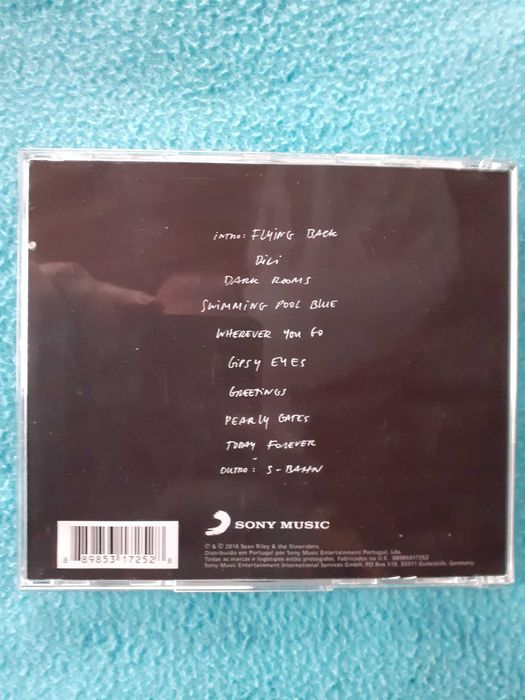 INTRO: FLYING BACK
DILI
DARK ROOMS
SWIMMING POOL BLUE
WHEREVER YOU GO
GIPSY EYES
GREETINGS
PEARLY GATES
TODAY FOREVER
OUTRO: S-BAHN
SONY MUSIC
℗ & © 2016 Sean Riley & the Slowriders
Distribuído em Portugal por Sony Music Entertainment Portugal, Lda.
Todas as marcas e logotipos estão protegidos. Fabricados na U.E. 88985317252
Sony Music Entertainment International Services GmbH, PO Box 510, 33311 Gütersloh, Germany
8 89853 17252 8